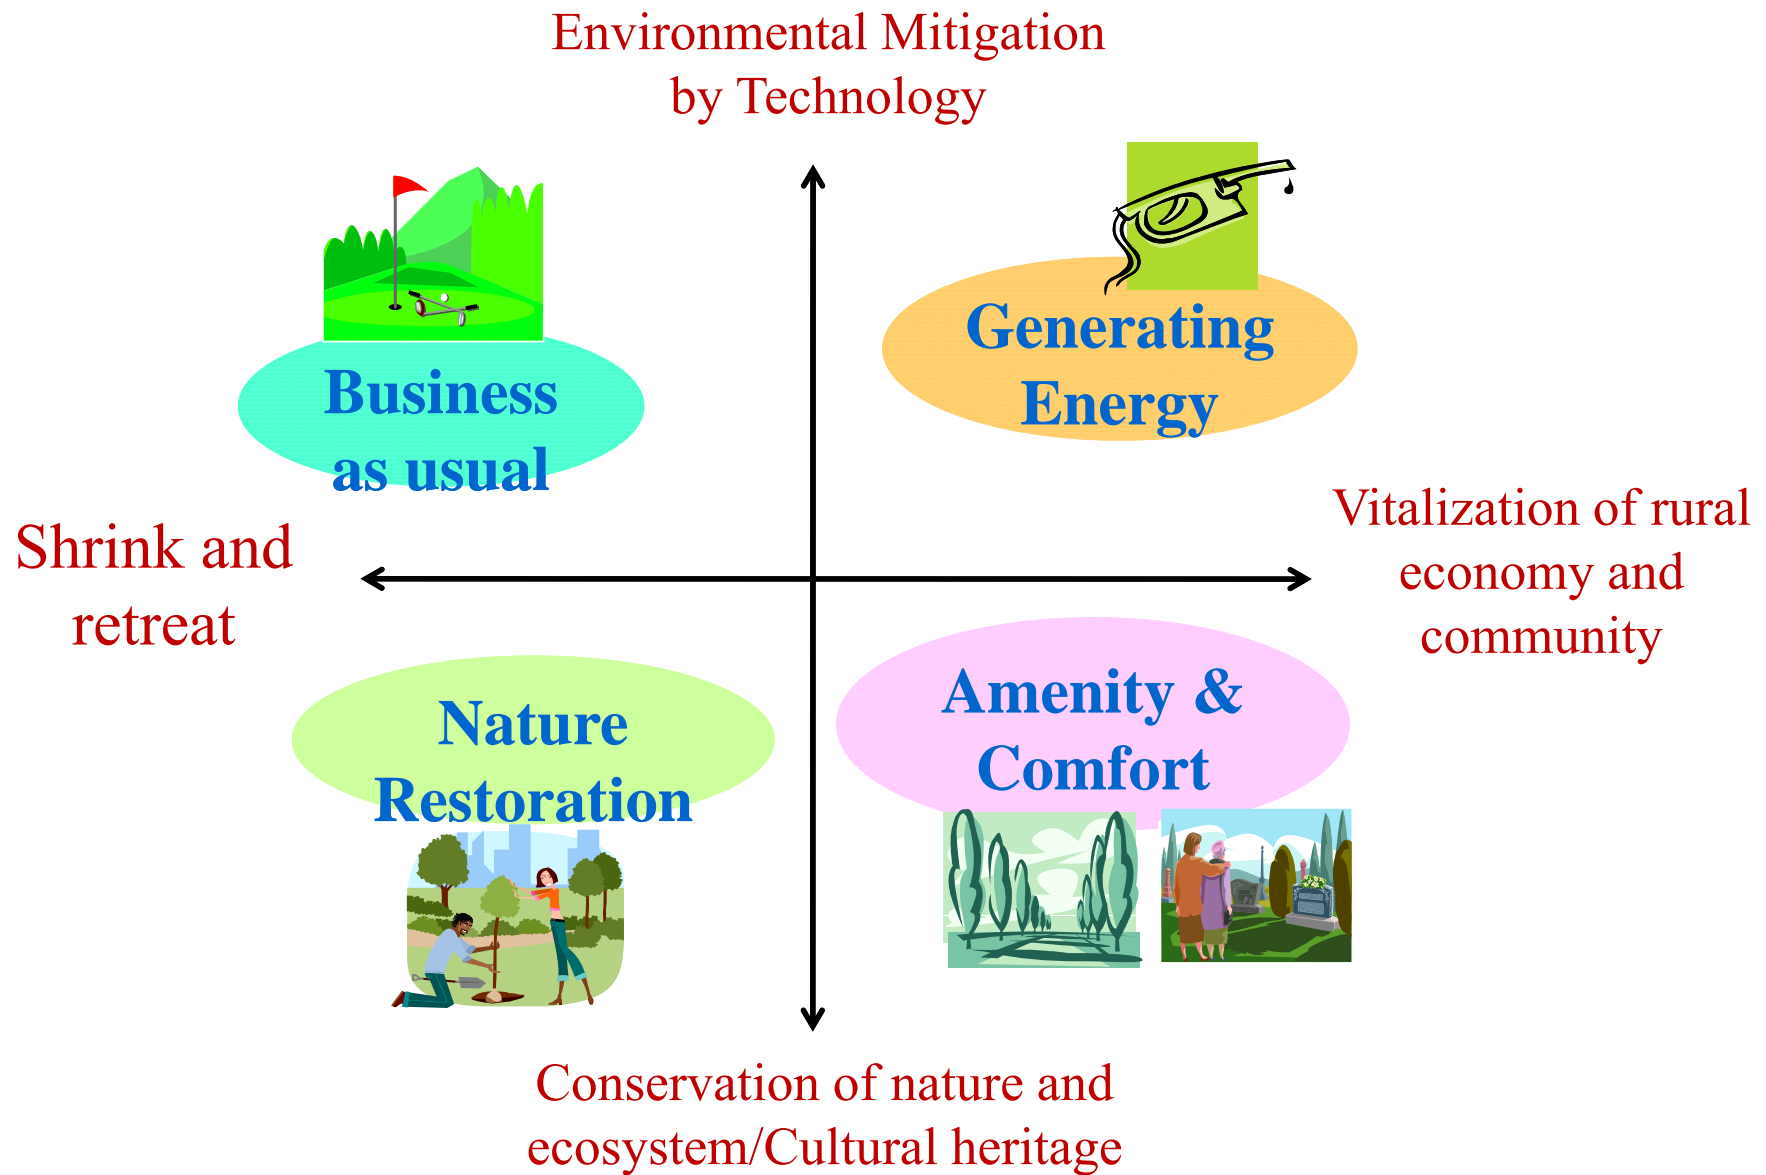 Environmental Mitigation
by Technology
Generating
Energy
Business
as usual
Shrink and
retreat
Vitalization of rural
economy and
community
Nature
Restoration
Amenity &
Comfort
Conservation of nature and
ecosystem/Cultural heritage